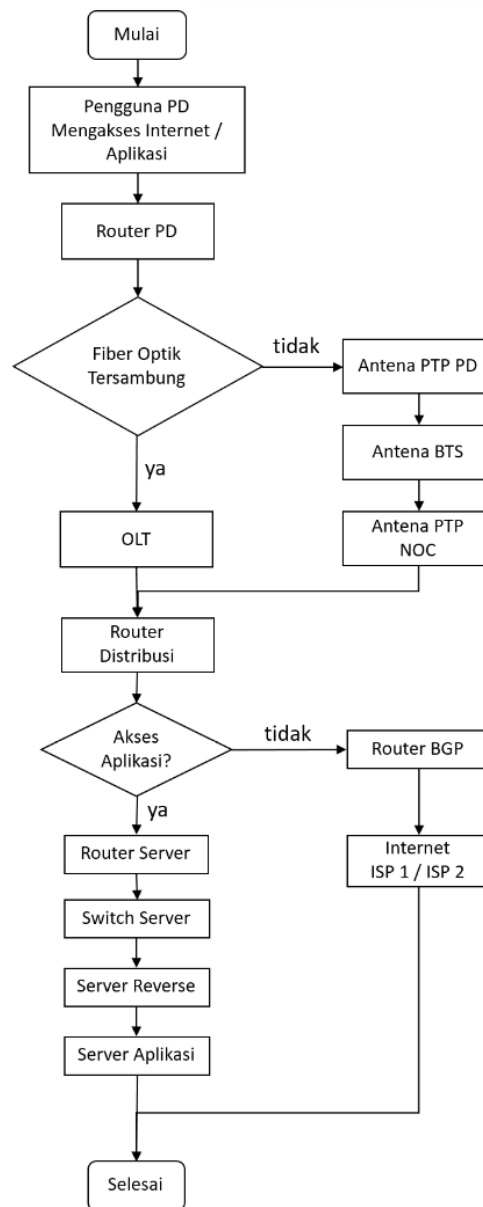 Mulai
Pengguna PD
Mengakses Internet /
Aplikasi
Router PD
Fiber Optik
Tersambung
tidak
Antena PTP PD
Antena BTS
Antena PTP
NOC
ya
OLT
Router
Distribusi
Akses
Aplikasi?
tidak
Router BGP
Internet
ISP 1 / ISP 2
ya
Router Server
Switch Server
Server Reverse
Server Aplikasi
Selesai